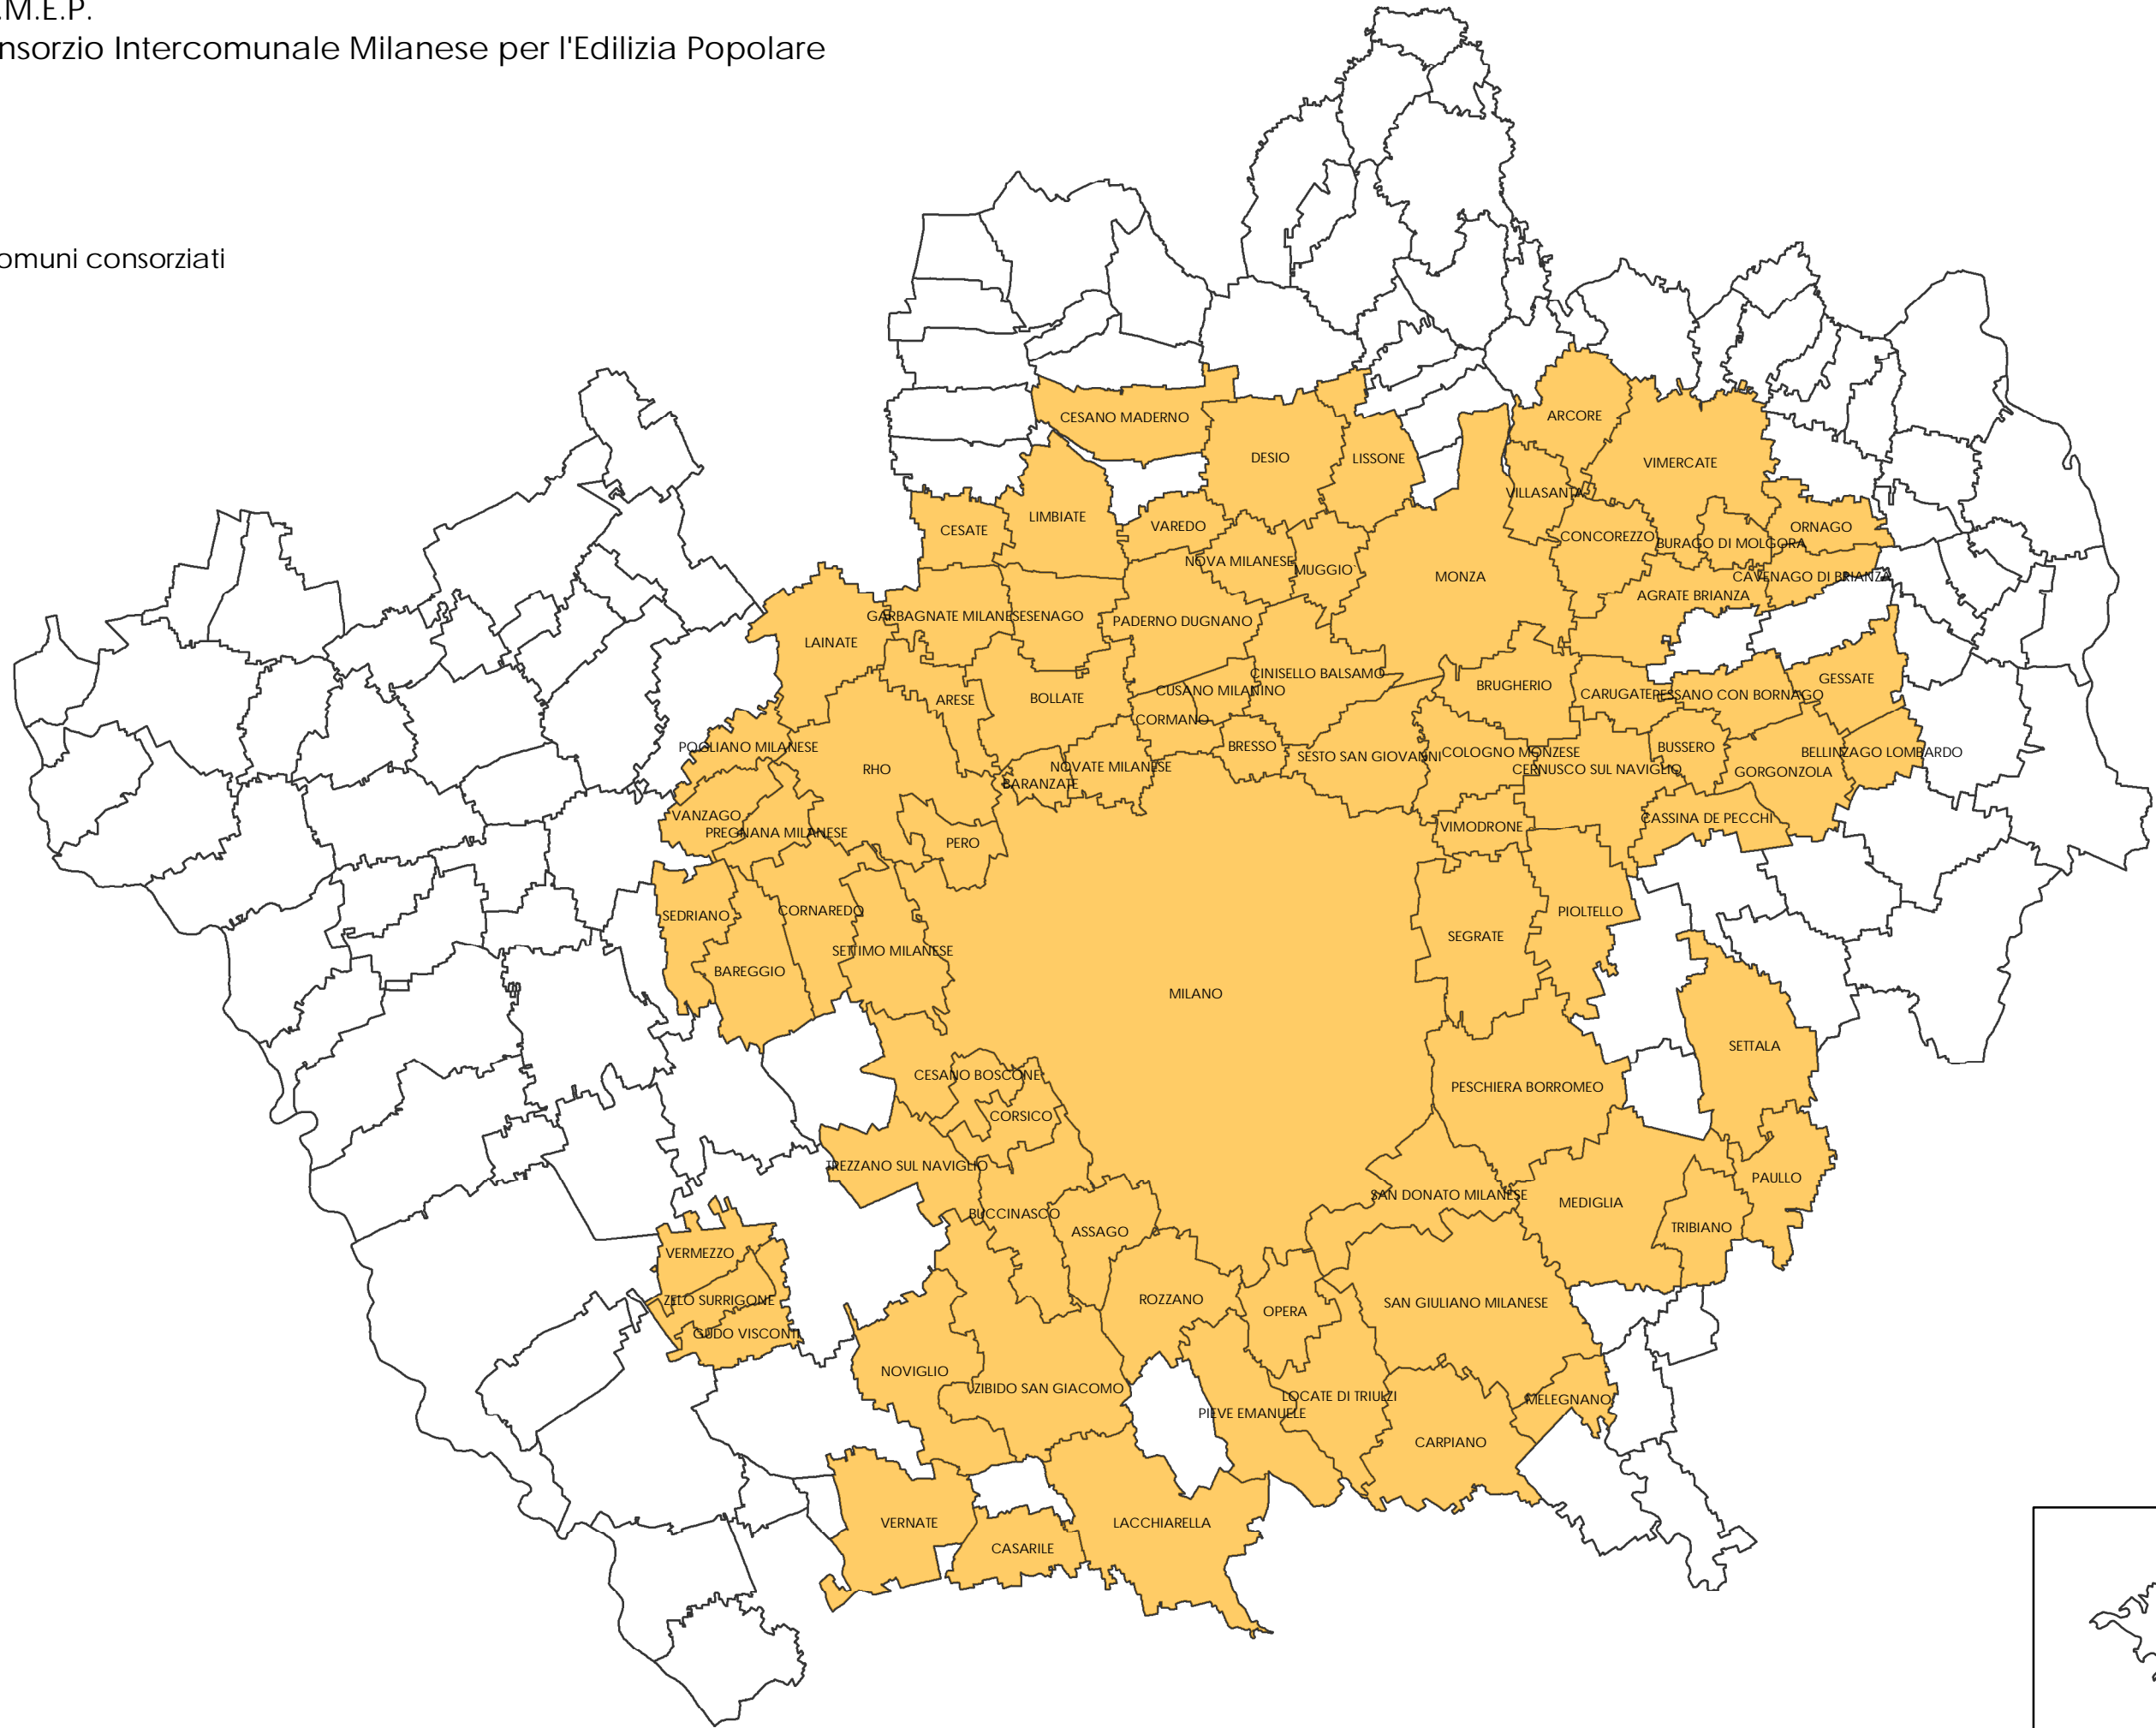 .M.E.P.
nsorzio Intercomunale Milanese per l'Edilizia Popolare
omuni consorziati
CESANO MADERNO
ARCORE
DESIO
LISSONE
VIMERCATE
VILLASANTA
LIMBIATE
CESATE
VAREDO
ORNAGO
CONCOREZZO
BURAGO DI MOLGORA
NOVA MILANESE
MUGGIO`
MONZA
CAVENAGO DI BRIANZA
AGRATE BRIANZA
GARBAGNATE MILANESE
SENAGO
PADERNO DUGNANO
LAINATE
CINISELLO BALSAMO
GESSATE
BRUGHERIO
CUSANO MILANINO
CARUGATE
PESSANO CON BORNAGO
ARESE
BOLLATE
CORMANO
POGLIANO MILANESE
BRESSO
BUSSERO
SESTO SAN GIOVANNI
COLOGNO MONZESE
BELLINZAGO LOMBARDO
RHO
NOVATE MILANESE
CERNUSCO SUL NAVIGLIO
GORGONZOLA
BARANZATE
VANZAGO
CASSINA DE PECCHI
VIMODRONE
PREGNANA MILANESE
PERO
SEDRIANO
CORNAREDO
PIOLTELLO
SEGRATE
SETTIMO MILANESE
BAREGGIO
MILANO
SETTALA
CESANO BOSCONE
PESCHIERA BORROMEO
CORSICO
TREZZANO SUL NAVIGLIO
PAULLO
SAN DONATO MILANESE
MEDIGLIA
BUCCINASCO
TRIBIANO
ASSAGO
VERMEZZO
ZELO SURRIGONE
ROZZANO
SAN GIULIANO MILANESE
OPERA
GUDO VISCONTI
NOVIGLIO
ZIBIDO SAN GIACOMO
LOCATE DI TRIULZI
MELEGNANO
PIEVE EMANUELE
CARPIANO
VERNATE
LACCHIARELLA
CASARILE